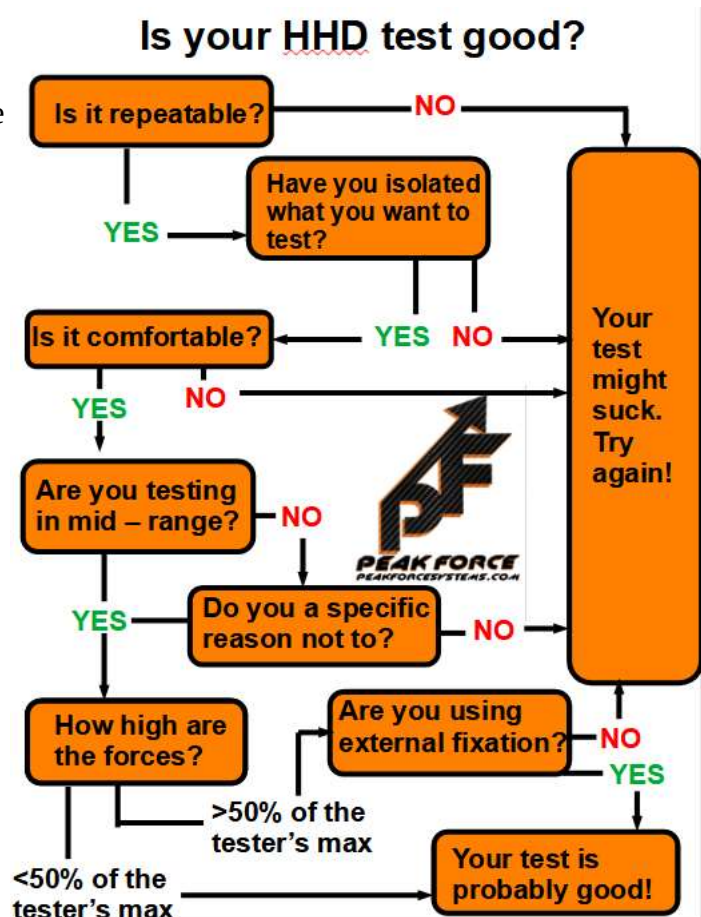 Is your HHD test good?
e
Is it repeatable?
NO
Have you isolated
what you want to
test?
YES
Is it comfortable?
YES
NO
Your
test
might
suck.
Try
again!
YES
NO
Are you testing
in mid – range?
NO
PF
PEAK FORCE
PEAKFORCESYSTEMS.COM
YES
Do you a specific
reason not to?
NO
How high are
the forces?
Are you using
external fixation?
NO
YES
>50% of the
tester's max
<50% of the
tester's max
Your test is
probably good!